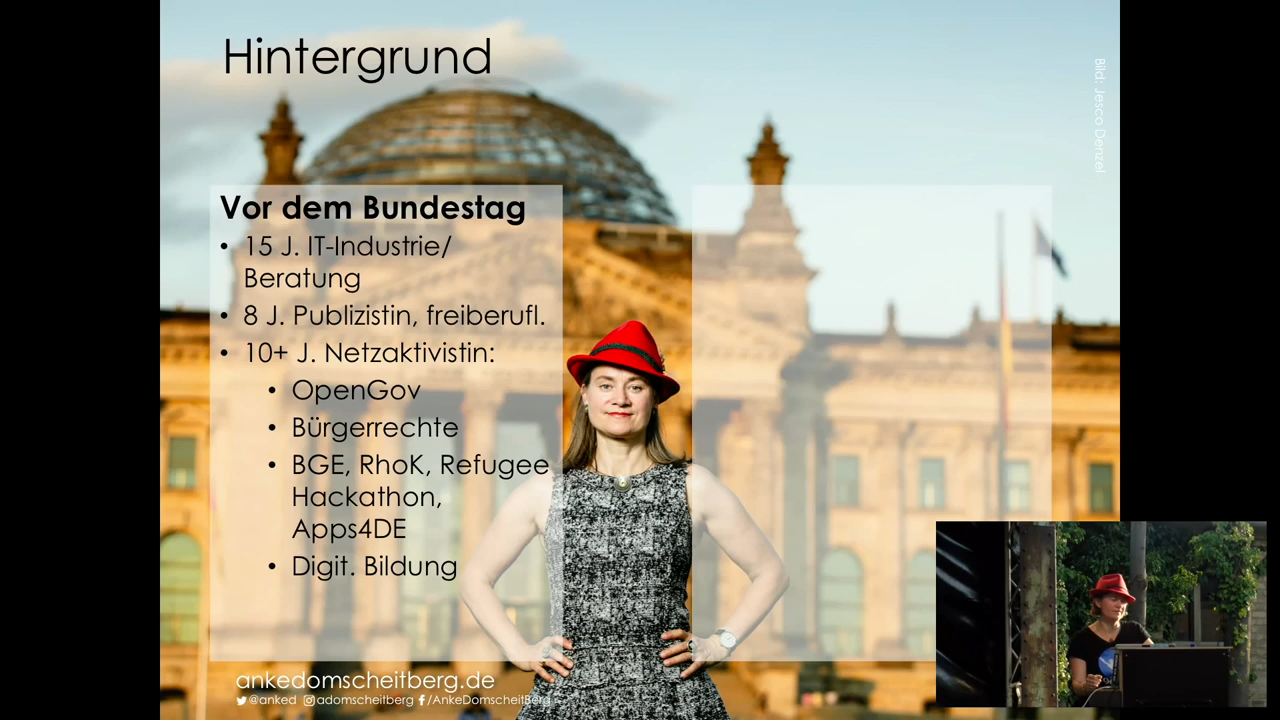 Hintergrund
Bild: Jesco Denzel
Vor dem Bundestag
• 15 J. IT-Industrie/
Beratung
• 8 J. Publizistin, freiberufl.
• 10+ J. Netzaktivistin:
• OpenGov
• Bürgerrechte
• BGE, RhoK, Refugee
Hackathon,
Apps4DE
• Digit. Bildung
ankedomscheitberg.de
@anked adomscheitberg /AnkeDomscheitBerg